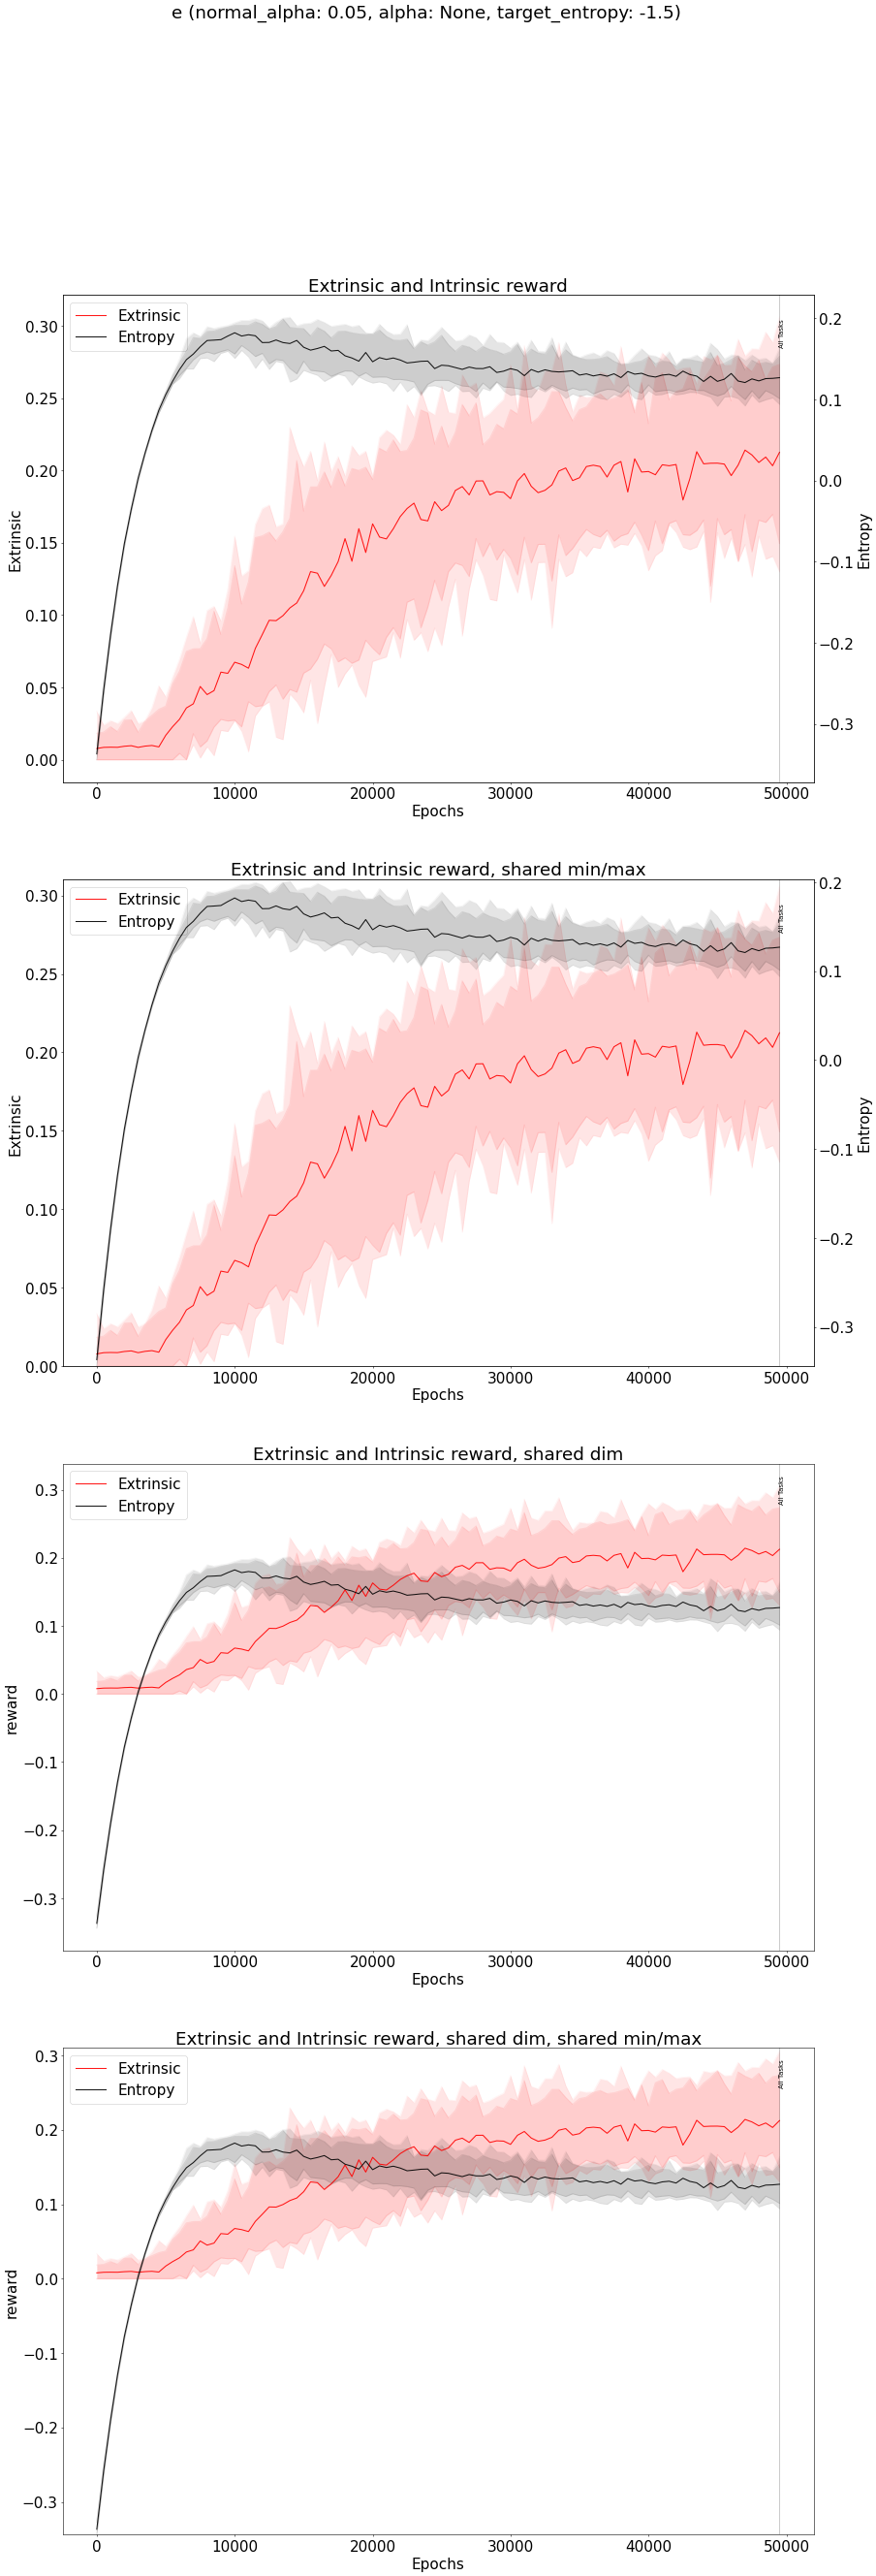 e (normal_alpha: 0.05, alpha: None, target_entropy: -1.5)
Extrinsic and Intrinsic reward
Extrinsic
Entropy
All Tasks
0.30
0.25
0.20
0.15
0.10
0.05
0.00
Extrinsic
0.2
0.1
0.0
−0.1
−0.2
−0.3
Entropy
0 10000 20000 30000 40000 50000
Epochs
Extrinsic and Intrinsic reward, shared min/max
Extrinsic
Entropy
All Tasks
0.30
0.25
0.20
0.15
0.10
0.05
0.00
Extrinsic
0.2
0.1
0.0
−0.1
−0.2
−0.3
Entropy
0 10000 20000 30000 40000 50000
Epochs
Extrinsic and Intrinsic reward, shared dim
Extrinsic
Entropy
All Tasks
0.3
0.2
0.1
0.0
−0.1
−0.2
−0.3
reward
0 10000 20000 30000 40000 50000
Epochs
Extrinsic and Intrinsic reward, shared dim, shared min/max
Extrinsic
Entropy
All Tasks
0.3
0.2
0.1
0.0
−0.1
−0.2
−0.3
reward
0 10000 20000 30000 40000 50000
Epochs